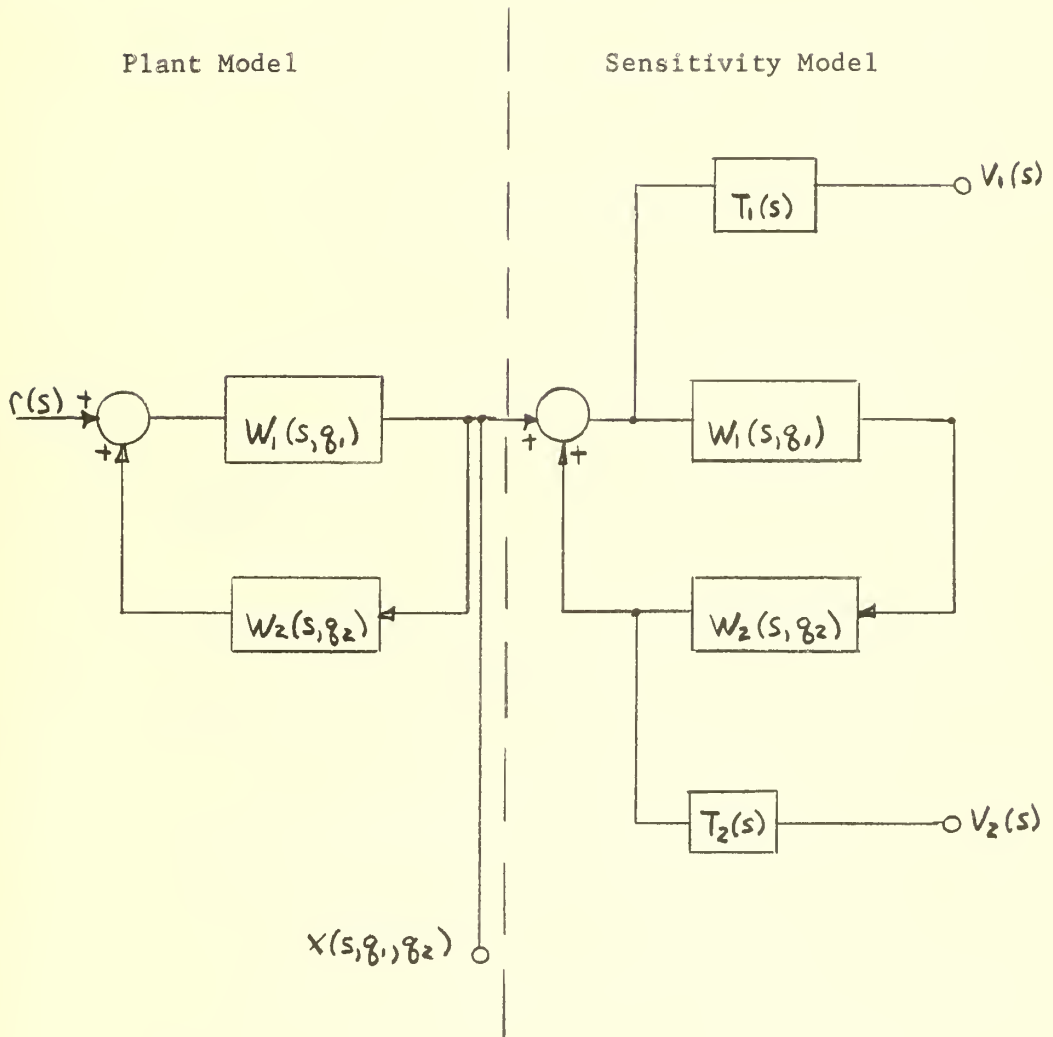 Plant Model
Sensitivity Model
T₁(s)
V₁(s)
r(s)
+
+
W₁(s,q₁)
W₂(s,q₂)
+
+
W₁(s,q₁)
W₂(s,q₂)
T₂(s)
V₂(s)
x(s,q₁,q₂)